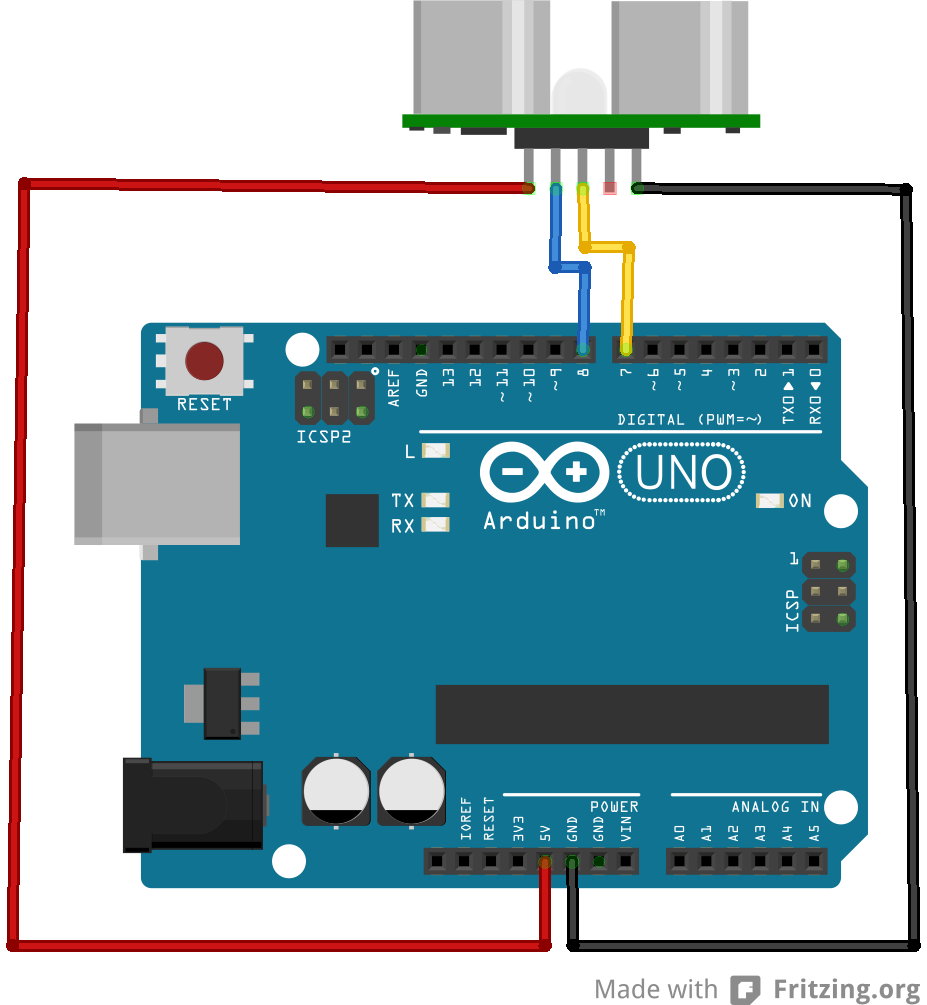 RESET
ICSP2
AREF
GND
13
12
~11
~10
~9
8
7
~6
~5
4
~3
2
TX0▶1
RX0◀0
DIGITAL (PWM=~)
L
TX
RX
Arduino™
UNO
ON
1
ICSP
POWER
ANALOG IN
IOREF
RESET
3V3
5V
GND
GND
VIN
A0
A1
A2
A3
A4
A5
Made with Fritzing.org